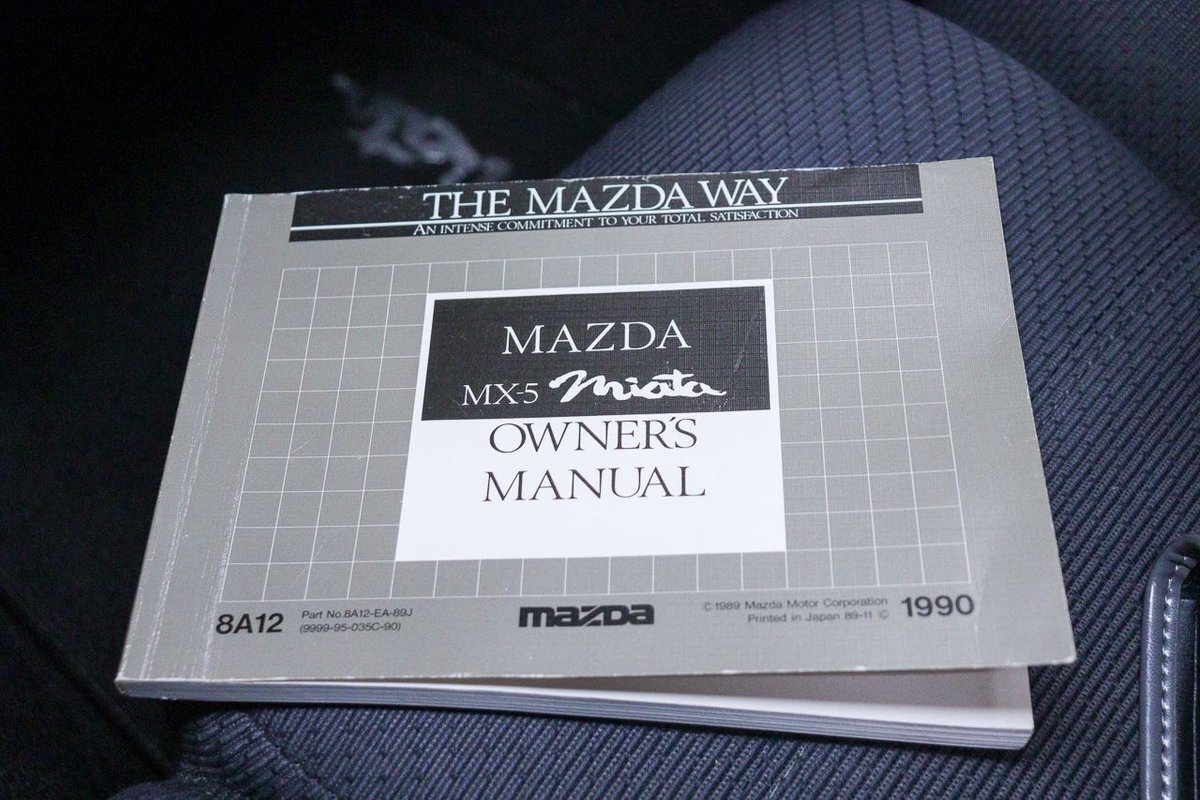 THE MAZDA WAY
AN INTENSE COMMITMENT TO YOUR TOTAL SATISFACTION
MAZDA
MX-5 Miata
OWNER'S
MANUAL
8A12
Part No.8A12-EA-89J
(9999-95-035C-90)
mazda
©1989 Mazda Motor Corporation
Printed in Japan 89-11 ©
1990